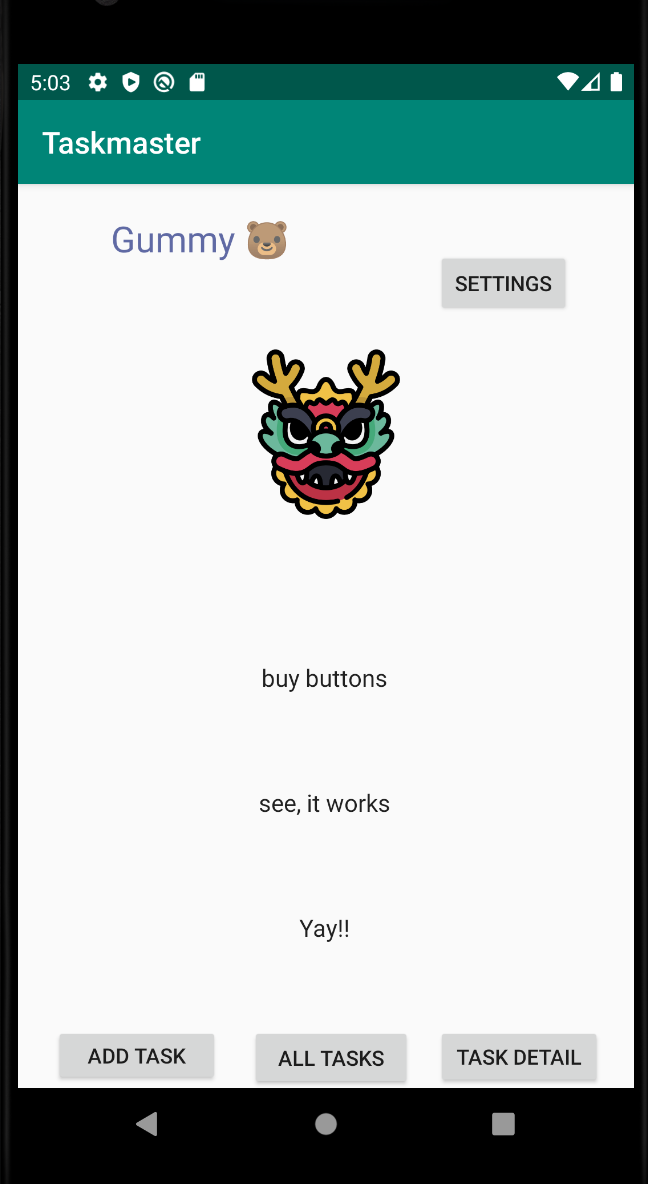 5:03
Taskmaster
Gummy 🐻
SETTINGS
buy buttons
see, it works
Yay!!
ADD TASK
ALL TASKS
TASK DETAIL